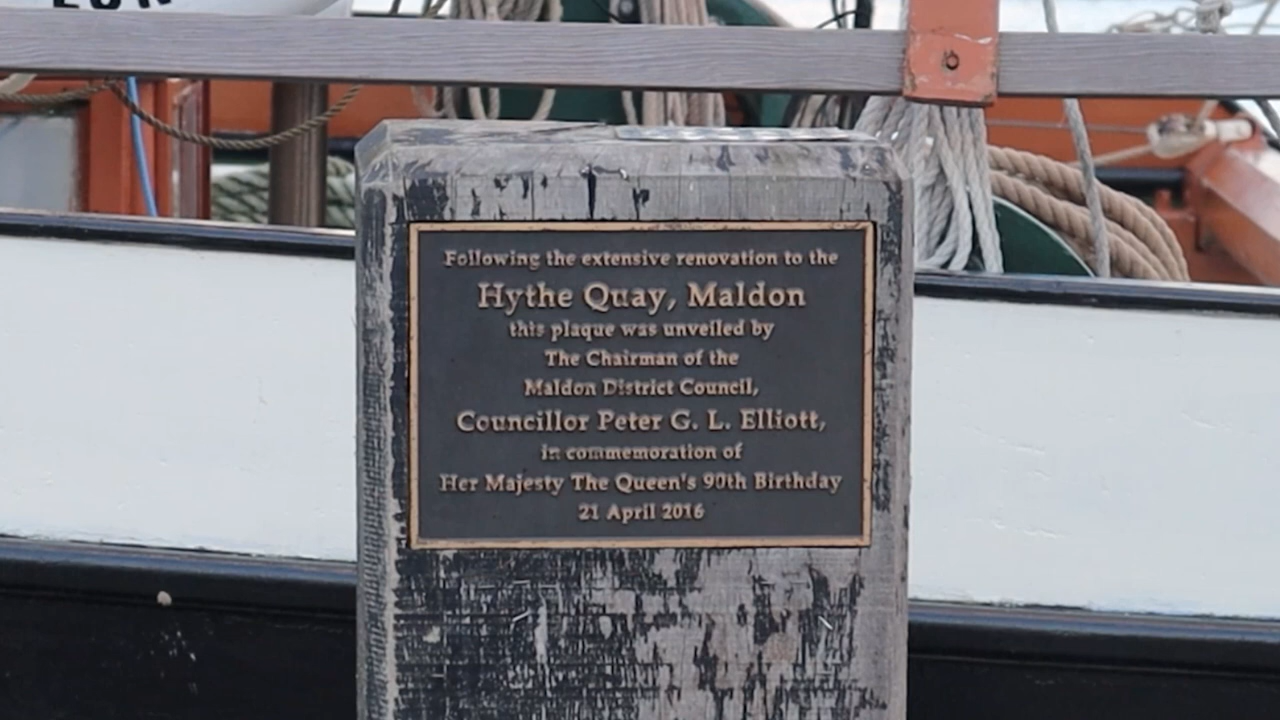 Following the extensive renovation to the
Hythe Quay, Maldon
this plaque was unveiled by
The Chairman of the
Maldon District Council,
Councillor Peter G. L. Elliott,
in commemoration of
Her Majesty The Queen's 90th Birthday
21 April 2016